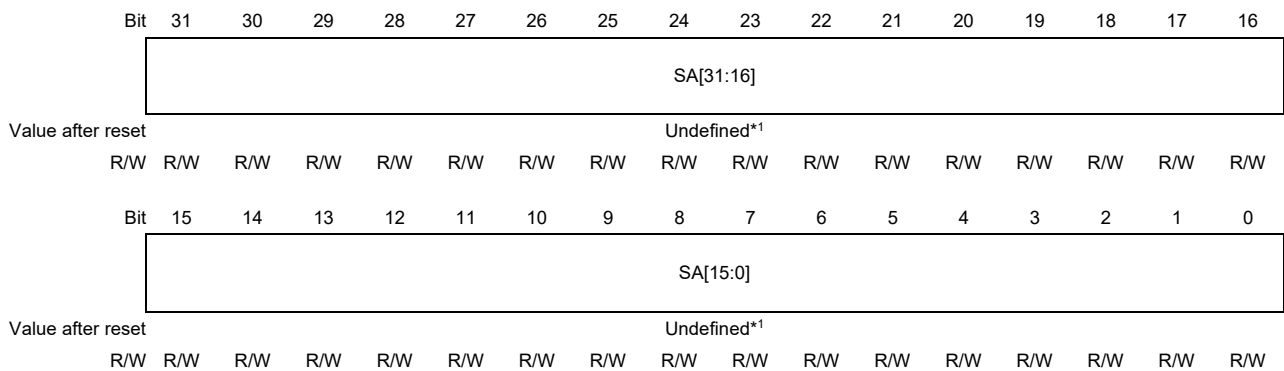 Bit 31 30 29 28 27 26 25 24 23 22 21 20 19 18 17 16
SA[31:16]
Value after reset Undefined*1
R/W R/W R/W R/W R/W R/W R/W R/W R/W R/W R/W R/W R/W R/W R/W R/W R/W
Bit 15 14 13 12 11 10 9 8 7 6 5 4 3 2 1 0
SA[15:0]
Value after reset Undefined*1
R/W R/W R/W R/W R/W R/W R/W R/W R/W R/W R/W R/W R/W R/W R/W R/W R/W